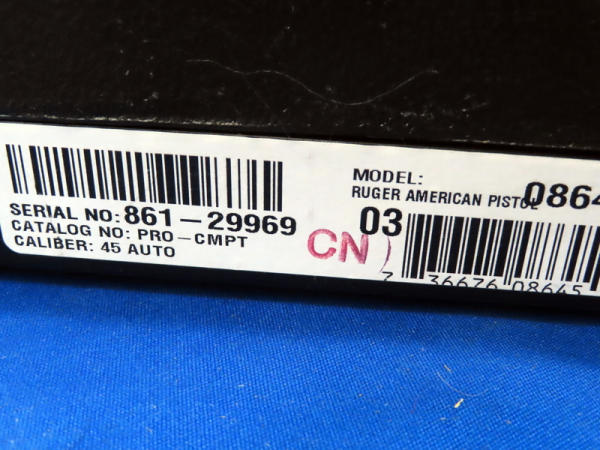 SERIAL NO: 861-29969
CATALOG NO: PRO-CMPT
CALIBER: 45 AUTO
CN
MODEL:
RUGER AMERICAN PISTOL
0864
03
7 36676 08645